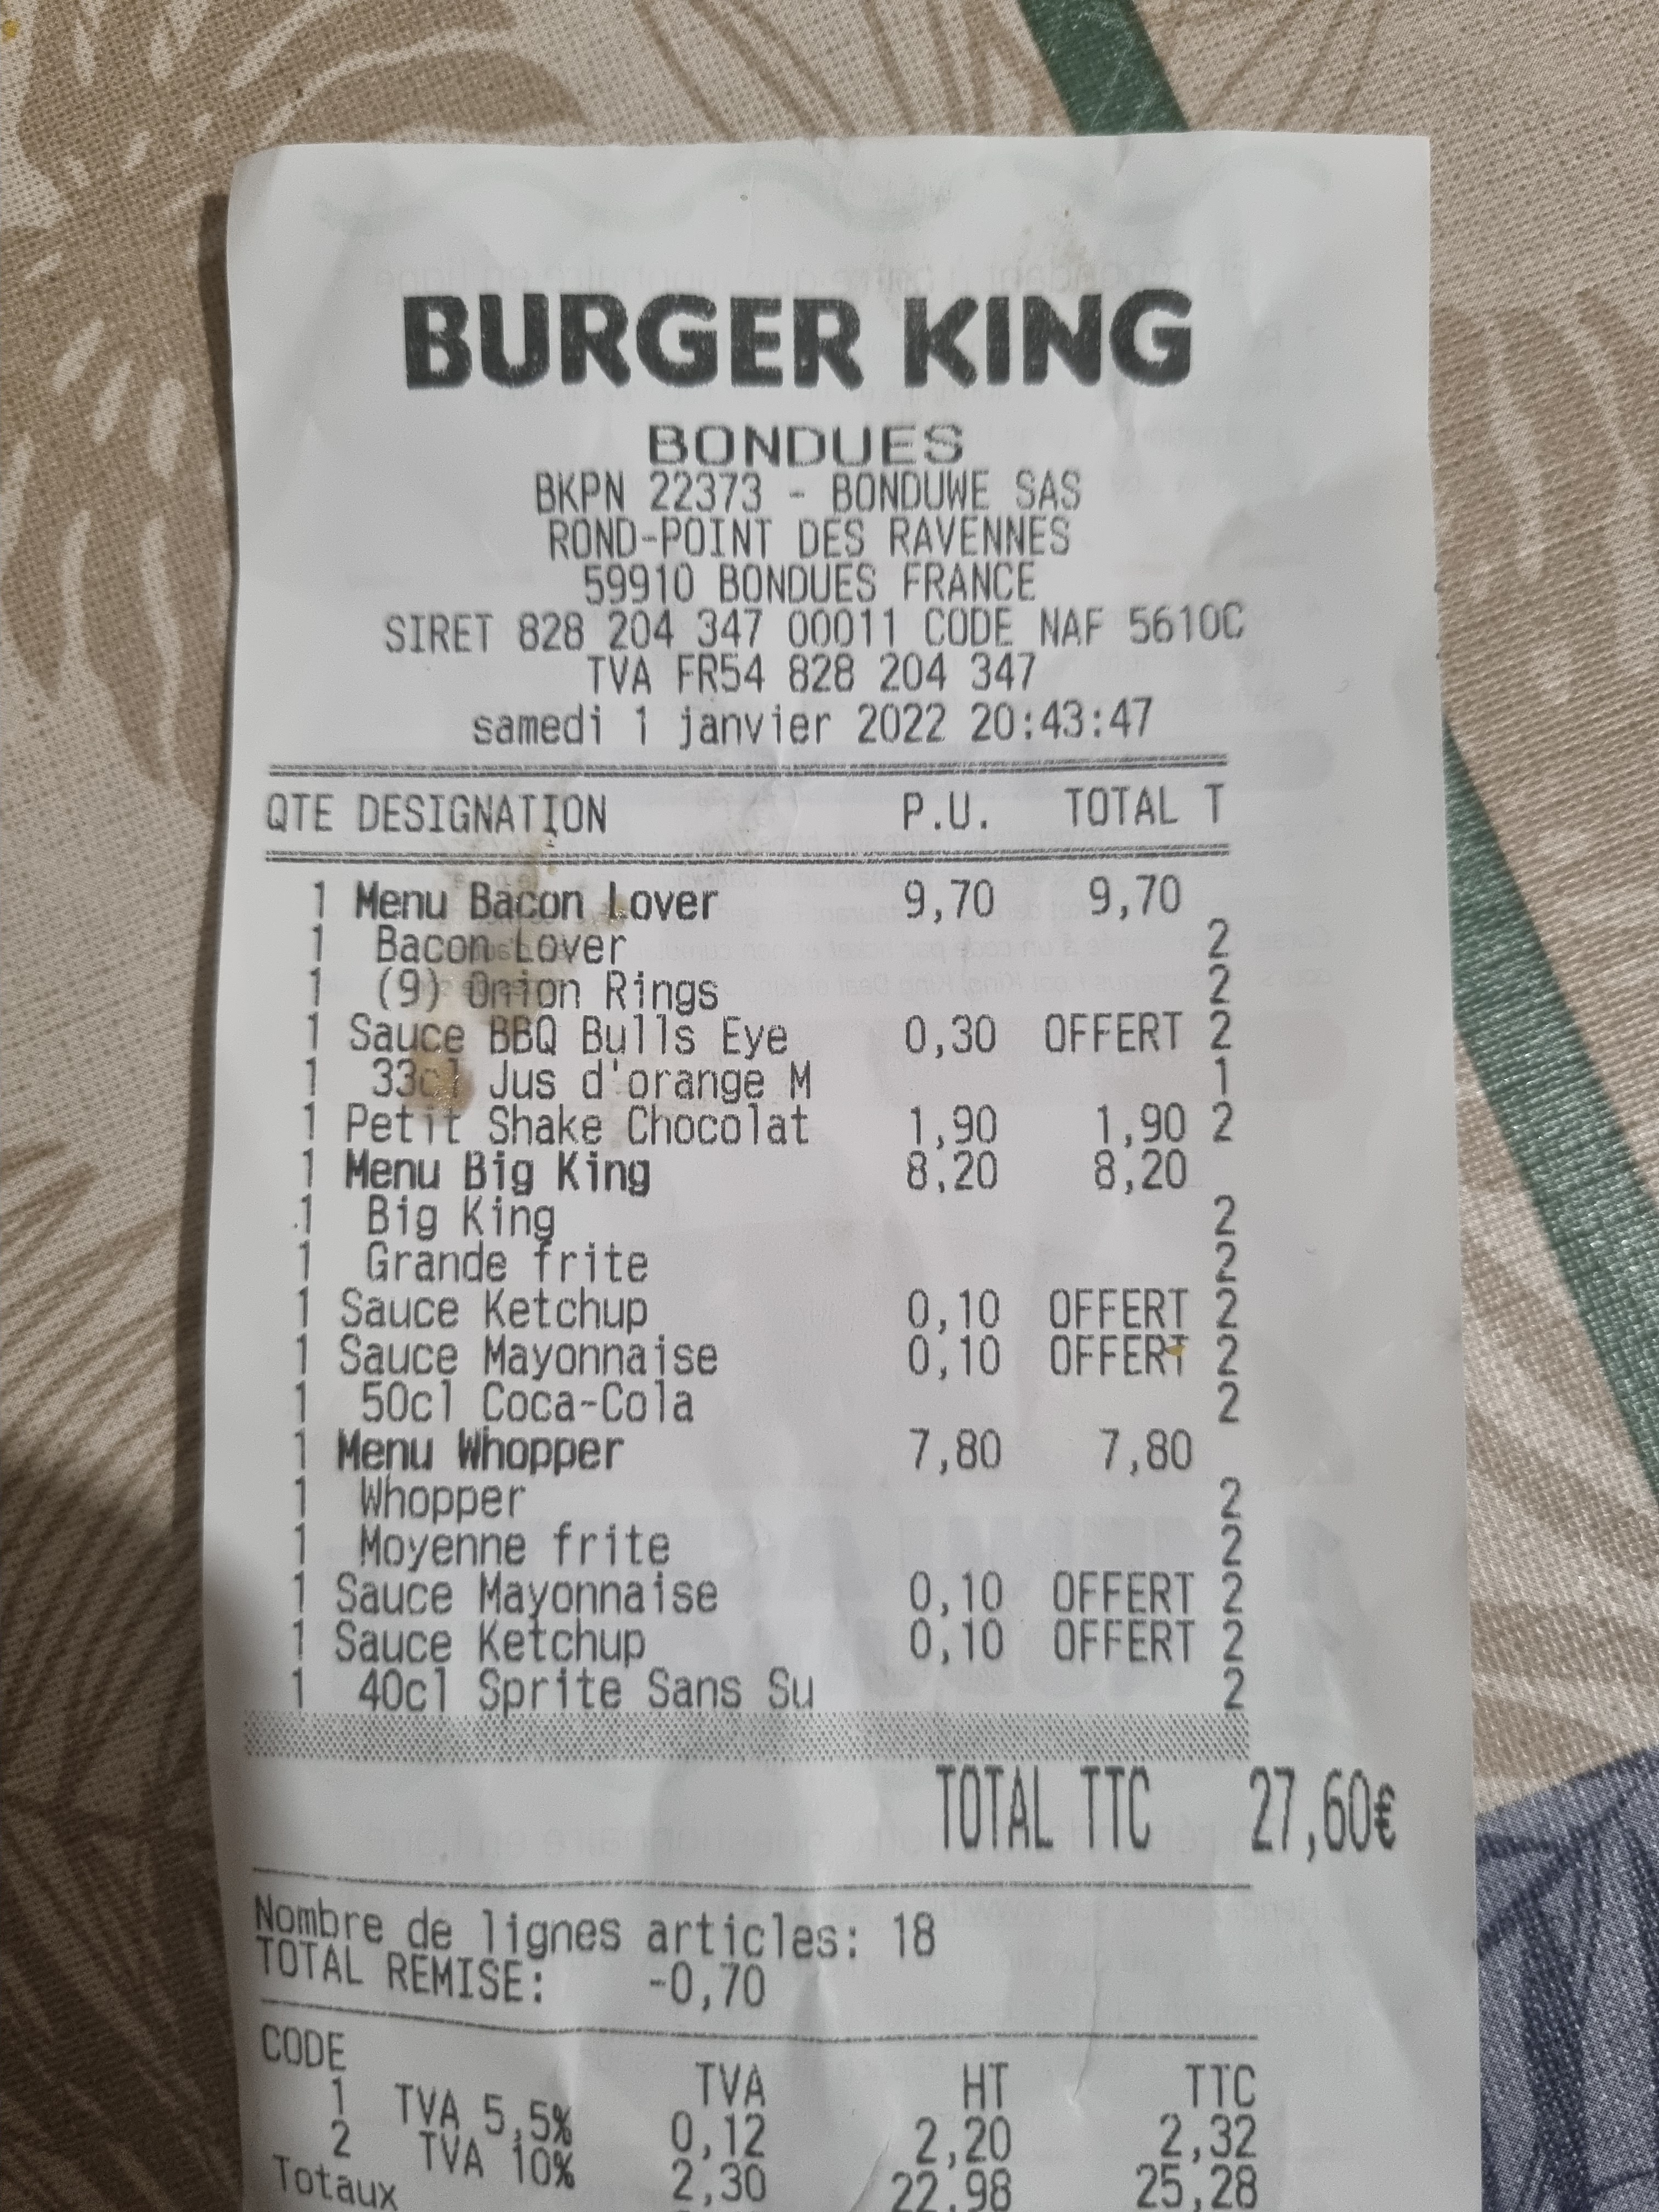 BURGER KING
BONDUES
BKPN 22373 - BONDUWE SAS
ROND-POINT DES RAVENNES
59910 BONDUES FRANCE
SIRET 828 204 347 00011 CODE NAF 5610C
TVA FR54 828 204 347
samedi 1 janvier 2022 20:43:47
QTE DESIGNATION P.U. TOTAL T
1 Menu Bacon Lover 9,70 9,70
1 Bacon Lover 2
1 (9) Onion Rings 2
1 Sauce BBQ Bulls Eye 0,30 OFFERT 2
1 33cl Jus d'orange M 1
1 Petit Shake Chocolat 1,90 1,90 2
1 Menu Big King 8,20 8,20
1 Big King 2
1 Grande frite 2
1 Sauce Ketchup 0,10 OFFERT 2
1 Sauce Mayonnaise 0,10 OFFERT 2
1 50cl Coca-Cola 2
1 Menu Whopper 7,80 7,80
1 Whopper 2
1 Moyenne frite 2
1 Sauce Mayonnaise 0,10 OFFERT 2
1 Sauce Ketchup 0,10 OFFERT 2
1 40cl Sprite Sans Su 2
TOTAL TTC 27,60€
Nombre de lignes articles: 18
TOTAL REMISE: -0,70
CODE TVA HT TTC
1 TVA 5,5% 0,12 2,20 2,32
2 TVA 10% 2,30 22,98 25,28
Totaux